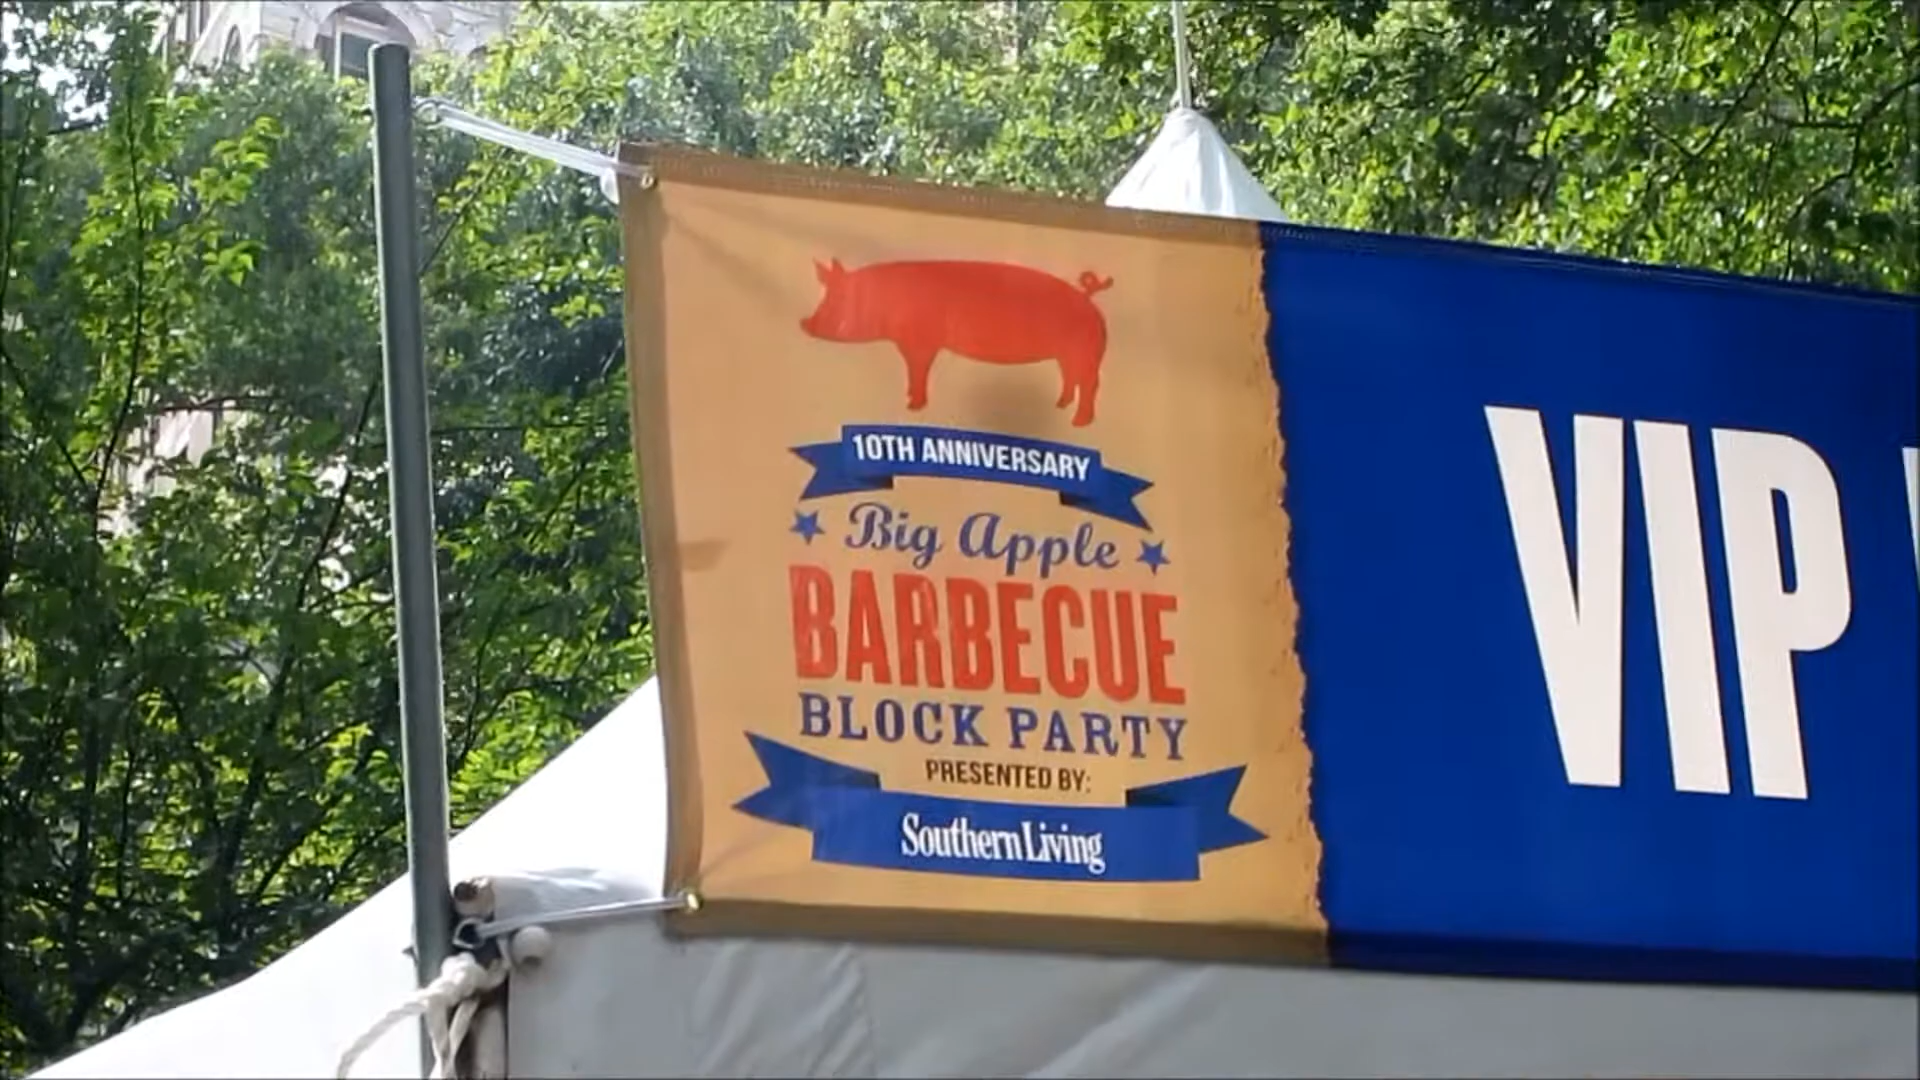 10TH ANNIVERSARY
Big Apple
BARBECUE
BLOCK PARTY
PRESENTED BY:
Southern Living
VIP